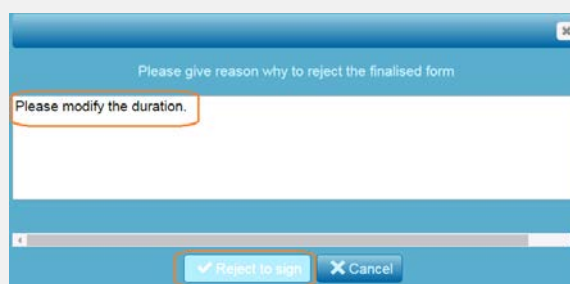 Please give reason why to reject the finalised form
Please modify the duration.
Reject to sign
Cancel